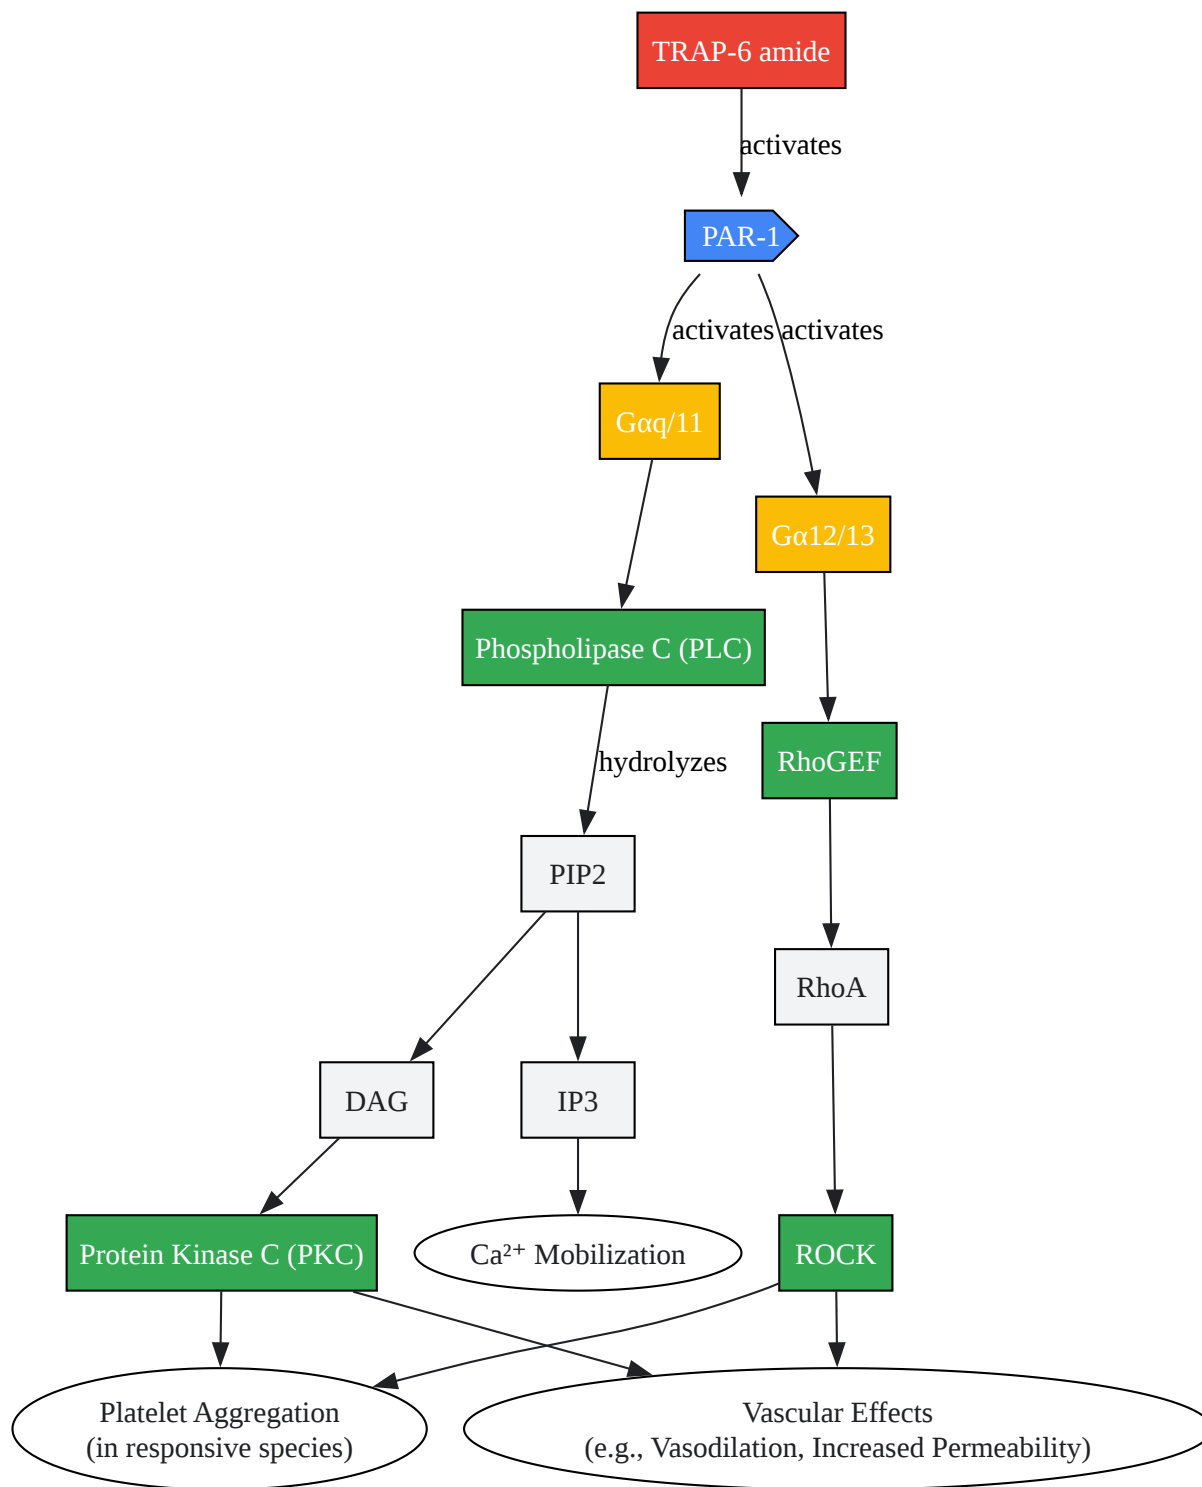 TRAP-6 amide
activates
PAR-1
activates
activates
Gαq/11
Gα12/13
Phospholipase C (PLC)
hydrolyzes
RhoGEF
PIP2
RhoA
DAG
IP3
Protein Kinase C (PKC)
Ca²⁺ Mobilization
ROCK
Platelet Aggregation
(in responsive species)
Vascular Effects
(e.g., Vasodilation, Increased Permeability)